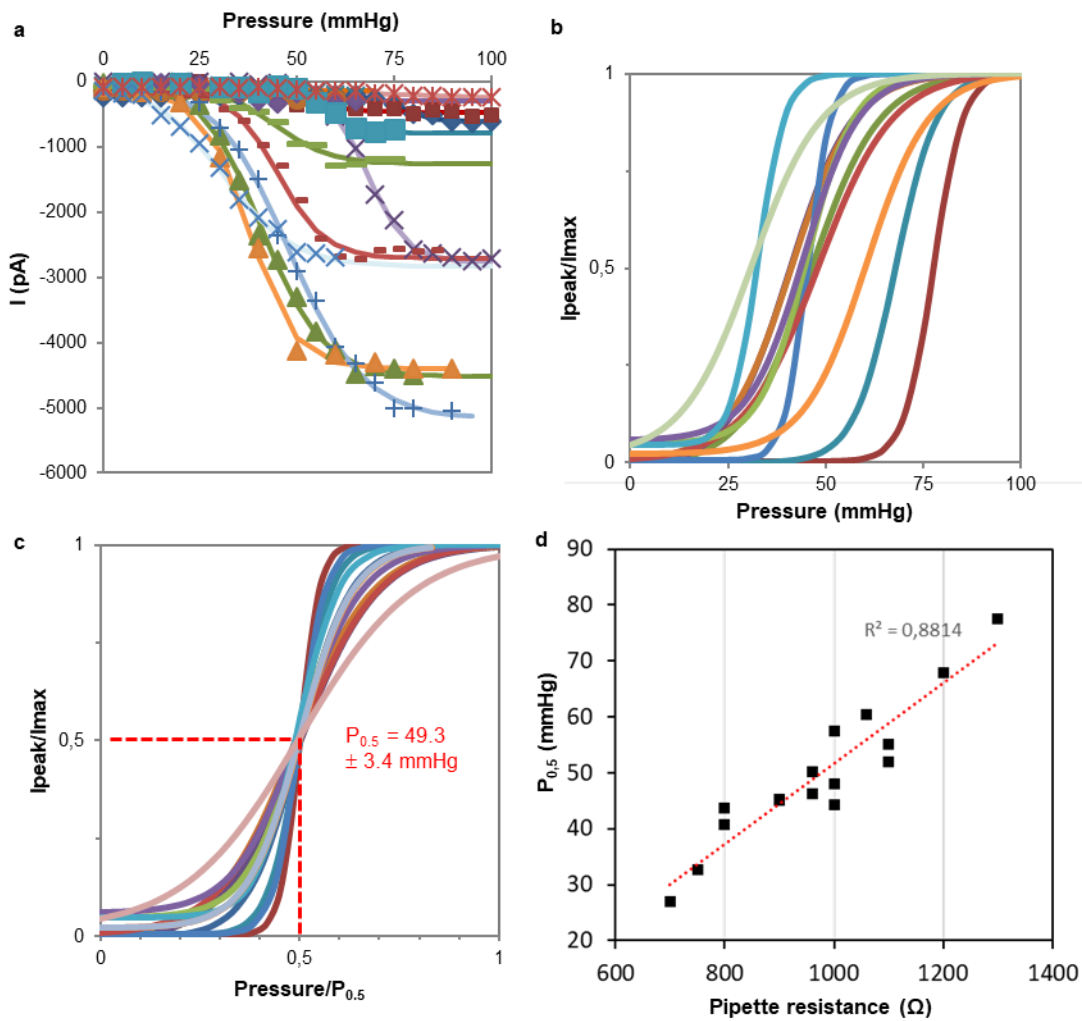 a
Pressure (mmHg)
0 25 50 75 100
I (pA)
0
-1000
-2000
-3000
-4000
-5000
-6000
b
Ipeak/Imax
1
0,5
0
0 25 50 75 100
Pressure (mmHg)
c
Ipeak/Imax
1
0,5
0
P0.5 = 49.3
± 3.4 mmHg
0 0,5 1
Pressure/P0.5
d
P0,5 (mmHg)
90
80
70
60
50
40
30
20
R² = 0,8814
600 800 1000 1200 1400
Pipette resistance (Ω)